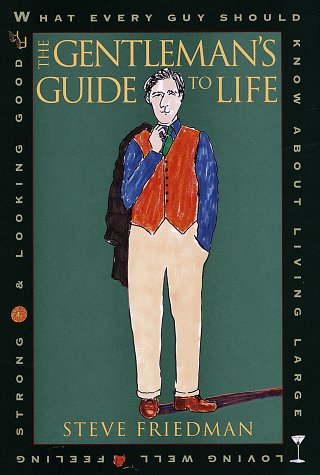 WHAT EVERY GUY SHOULD
KNOW ABOUT LIVING LARGE
LOVING WELL FEELING
STRONG & LOOKING GOOD
THE
GENTLEMAN'S
GUIDE TO LIFE
STEVE FRIEDMAN